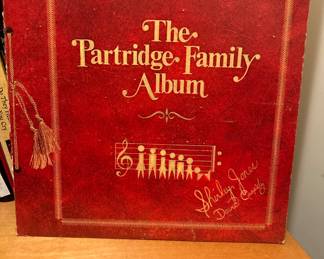 The
Partridge Family
Album
Shirley Jones
David Cassidy